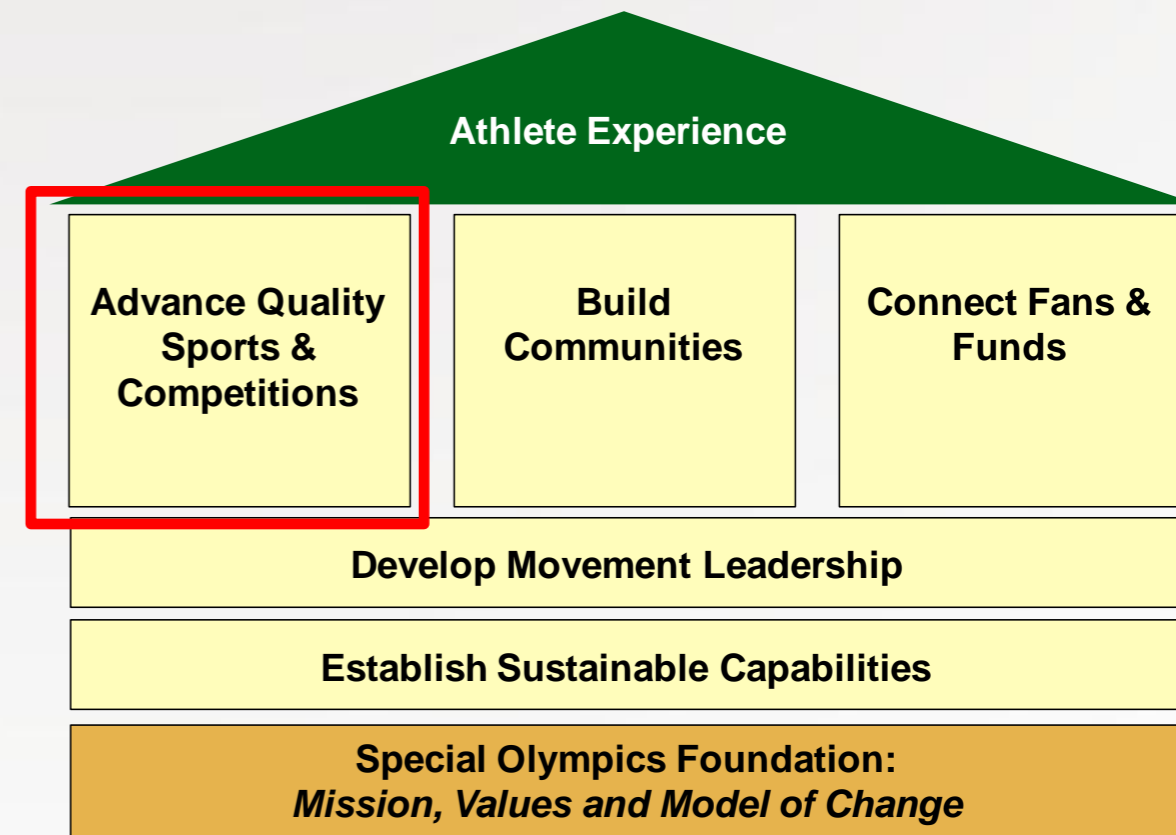 Athlete Experience
Advance Quality
Sports &
Competitions
Build
Communities
Connect Fans &
Funds
Develop Movement Leadership
Establish Sustainable Capabilities
Special Olympics Foundation:
Mission, Values and Model of Change